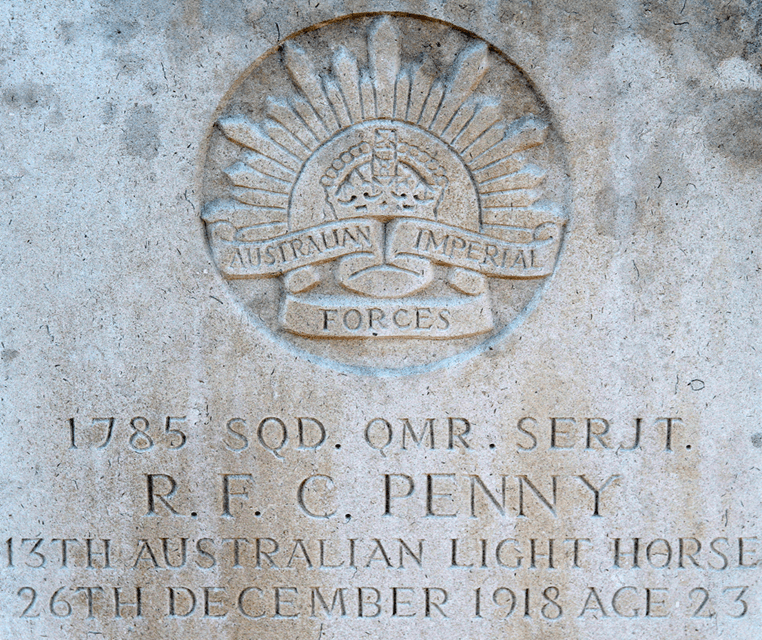 AUSTRALIAN IMPERIAL
FORCES
1785 SQD. QMR. SERJT.
R. F. C. PENNY
13TH AUSTRALIAN LIGHT HORSE
26TH DECEMBER 1918 AGE 23